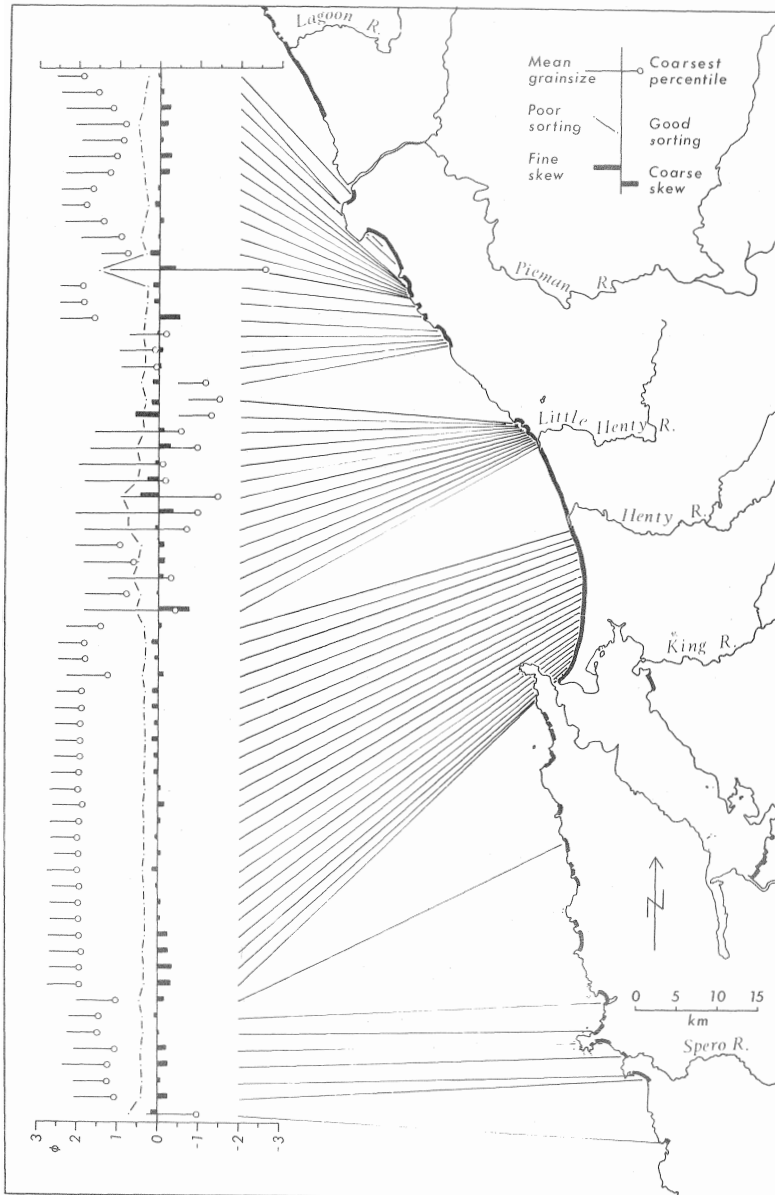 Lagoon R.
Mean grainsize
Coarsest percentile
Poor sorting
Good sorting
Fine skew
Coarse skew
Pieman R.
Little Henty R.
Henty R.
King R.
N
0 5 10 15
km
Spero R.
3 2 1 0 -1 -2 -3
φ